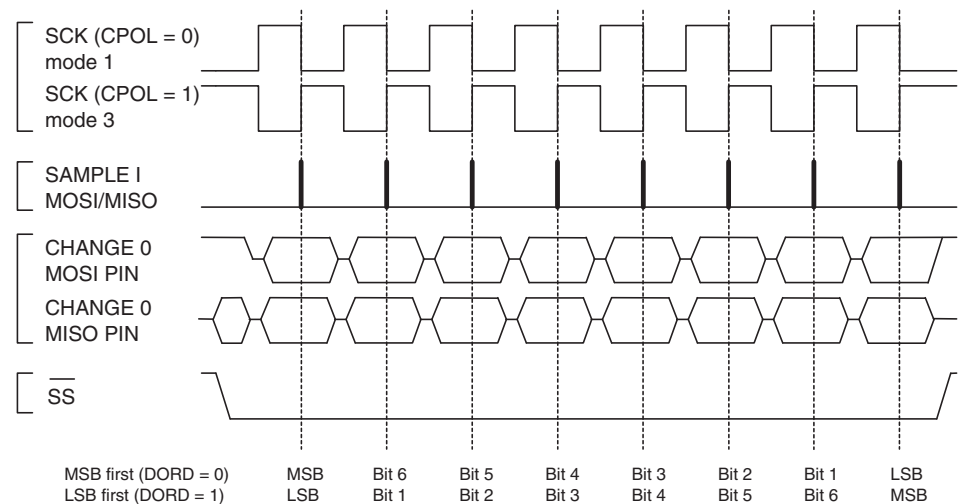 SCK (CPOL = 0)
mode 1
SCK (CPOL = 1)
mode 3
SAMPLE I
MOSI/MISO
CHANGE 0
MOSI PIN
CHANGE 0
MISO PIN
SS
MSB first (DORD = 0) MSB Bit 6 Bit 5 Bit 4 Bit 3 Bit 2 Bit 1 LSB
LSB first (DORD = 1) LSB Bit 1 Bit 2 Bit 3 Bit 4 Bit 5 Bit 6 MSB